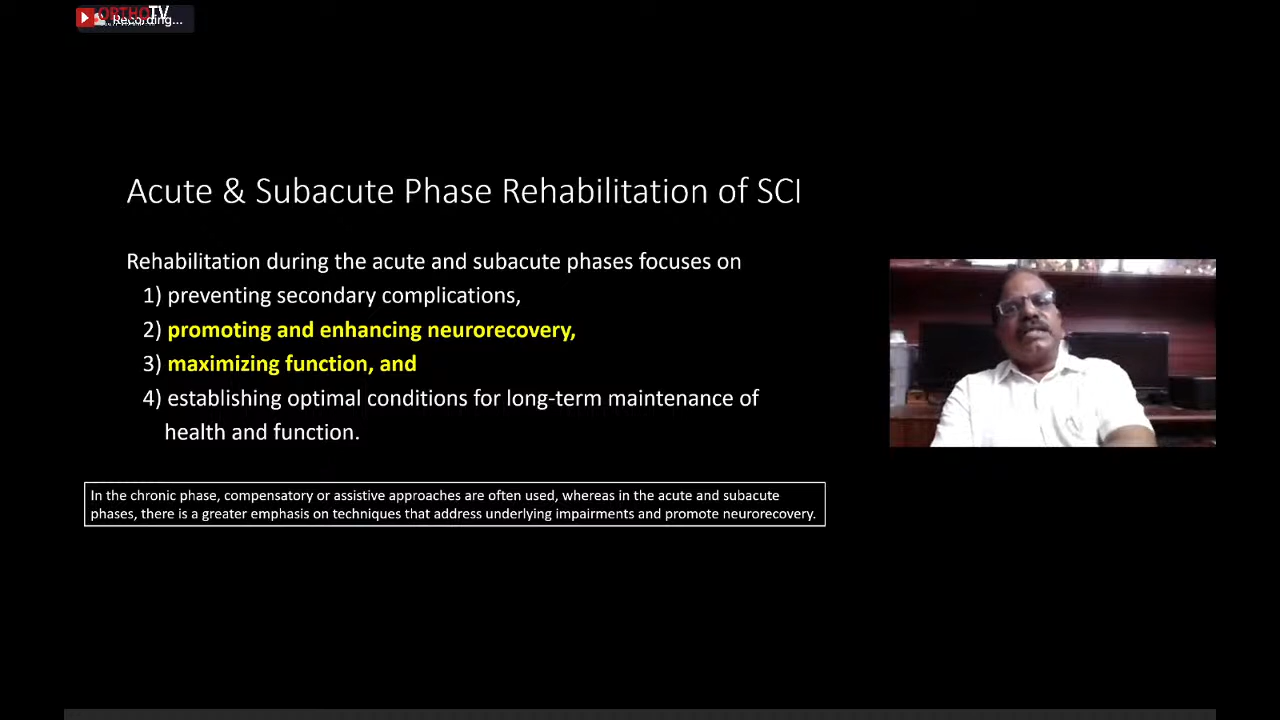 ORTHOTV
Recording...
Acute & Subacute Phase Rehabilitation of SCI
Rehabilitation during the acute and subacute phases focuses on
1) preventing secondary complications,
2) promoting and enhancing neurorecovery,
3) maximizing function, and
4) establishing optimal conditions for long-term maintenance of
health and function.
In the chronic phase, compensatory or assistive approaches are often used, whereas in the acute and subacute
phases, there is a greater emphasis on techniques that address underlying impairments and promote neurorecovery.